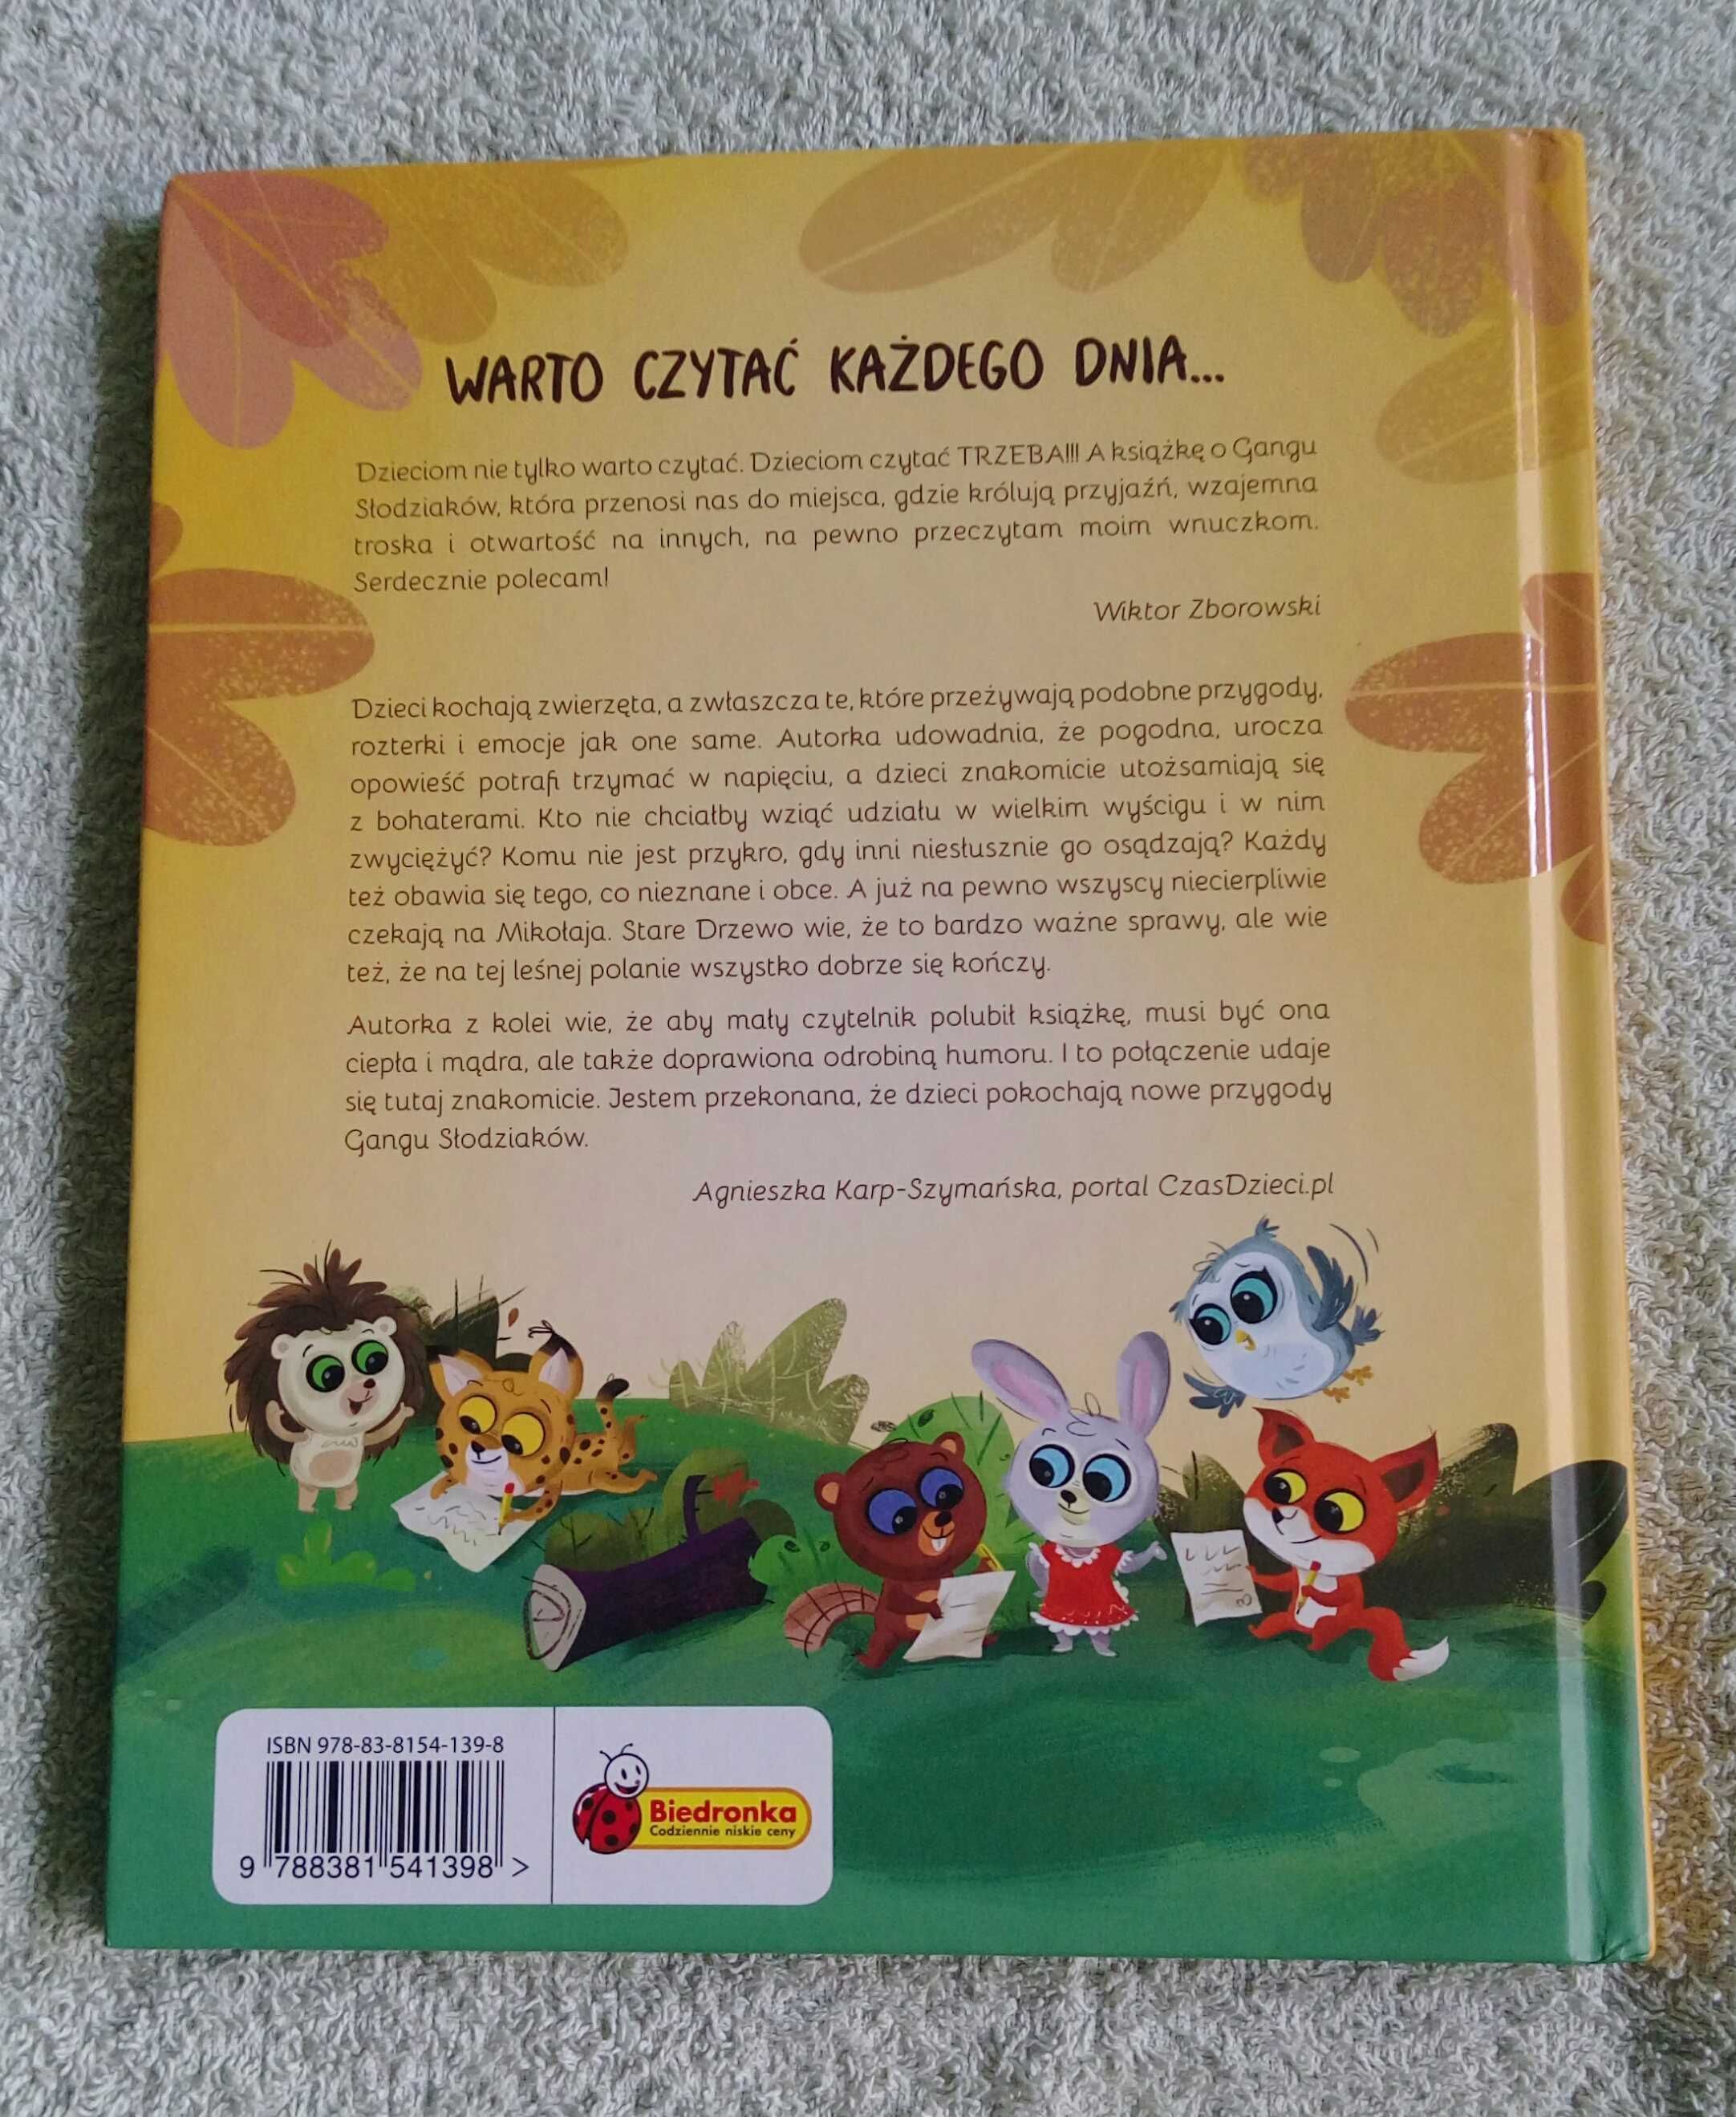 WARTO CZYTAĆ KAŻDEGO DNIA...
Dzieciom nie tylko warto czytać. Dzieciom czytać TRZEBA!!! A książkę o Gangu
Słodziaków, która przenosi nas do miejsca, gdzie królują przyjaźń, wzajemna
troska i otwartość na innych, na pewno przeczytam moim wnuczkom.
Serdecznie polecam!
Wiktor Zborowski
Dzieci kochają zwierzęta, a zwłaszcza te, które przeżywają podobne przygody,
rozterki i emocje jak one same. Autorka udowadnia, że pogodna, urocza
opowieść potrafi trzymać w napięciu, a dzieci znakomicie utożsamiają się
z bohaterami. Kto nie chciałby wziąć udziału w wielkim wyścigu i w nim
zwyciężyć? Komu nie jest przykro, gdy inni niesłusznie go osądzają? Każdy
też obawia się tego, co nieznane i obce. A już na pewno wszyscy niecierpliwie
czekają na Mikołaja. Stare Drzewo wie, że to bardzo ważne sprawy, ale wie
też, że na tej leśnej polanie wszystko dobrze się kończy.
Autorka z kolei wie, że aby mały czytelnik polubił książkę, musi być ona
ciepła i mądra, ale także doprawiona odrobiną humoru. I to połączenie udaje
się tutaj znakomicie. Jestem przekonana, że dzieci pokochają nowe przygody
Gangu Słodziaków.
Agnieszka Karp-Szymańska, portal CzasDzieci.pl
ISBN 978-83-8154-139-8
9 788381 541398 >
Biedronka
Codziennie niskie ceny